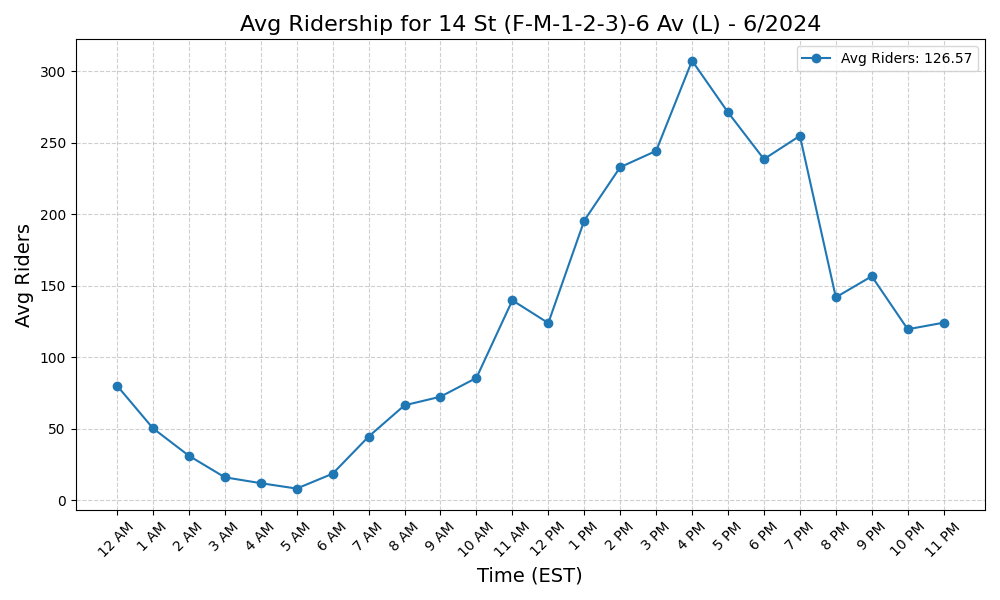 Avg Ridership for 14 St (F-M-1-2-3)-6 Av (L) - 6/2024
Avg Riders: 126.57
Avg Riders
300
250
200
150
100
50
0
12 AM
1 AM
2 AM
3 AM
4 AM
5 AM
6 AM
7 AM
8 AM
9 AM
10 AM
11 AM
12 PM
1 PM
2 PM
3 PM
4 PM
5 PM
6 PM
7 PM
8 PM
9 PM
10 PM
11 PM
Time (EST)